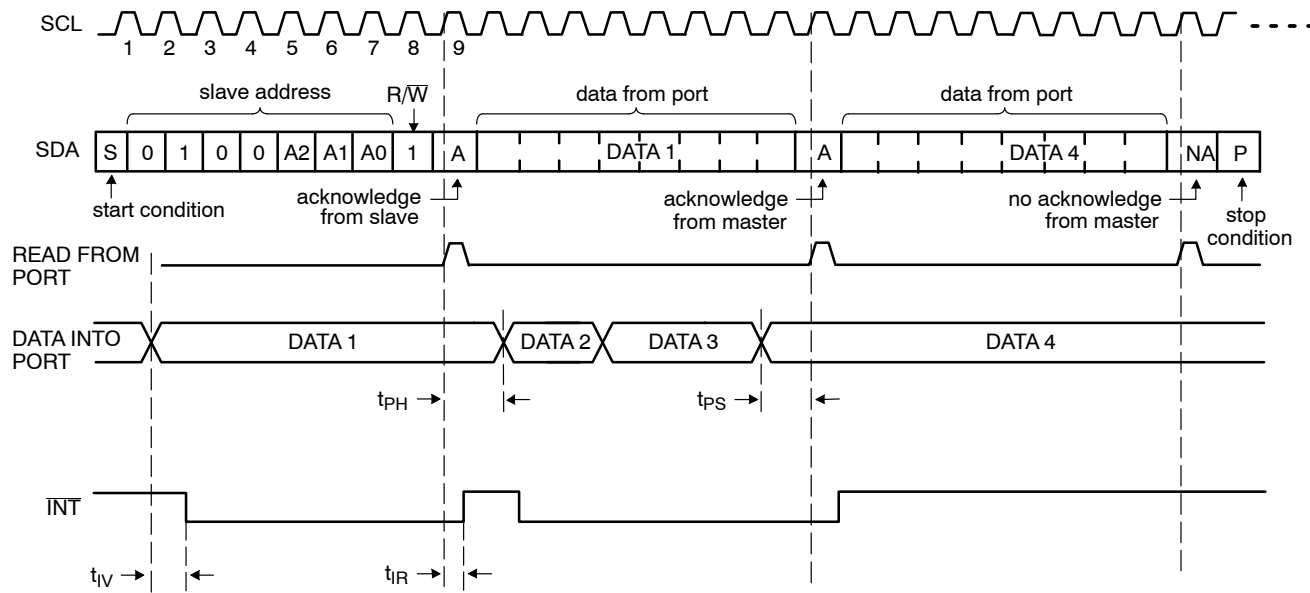 SCL
1 2 3 4 5 6 7 8 9
slave address
R/W
data from port
data from port
SDA
S 0 1 0 0 A2 A1 A0 1 A DATA 1 A DATA 4 NA P
start condition
acknowledge
from slave
acknowledge
from master
no acknowledge
from master
stop
condition
READ FROM
PORT
DATA INTO
PORT
DATA 1 DATA 2 DATA 3 DATA 4
tPH
tPS
INT
tIV
tIR